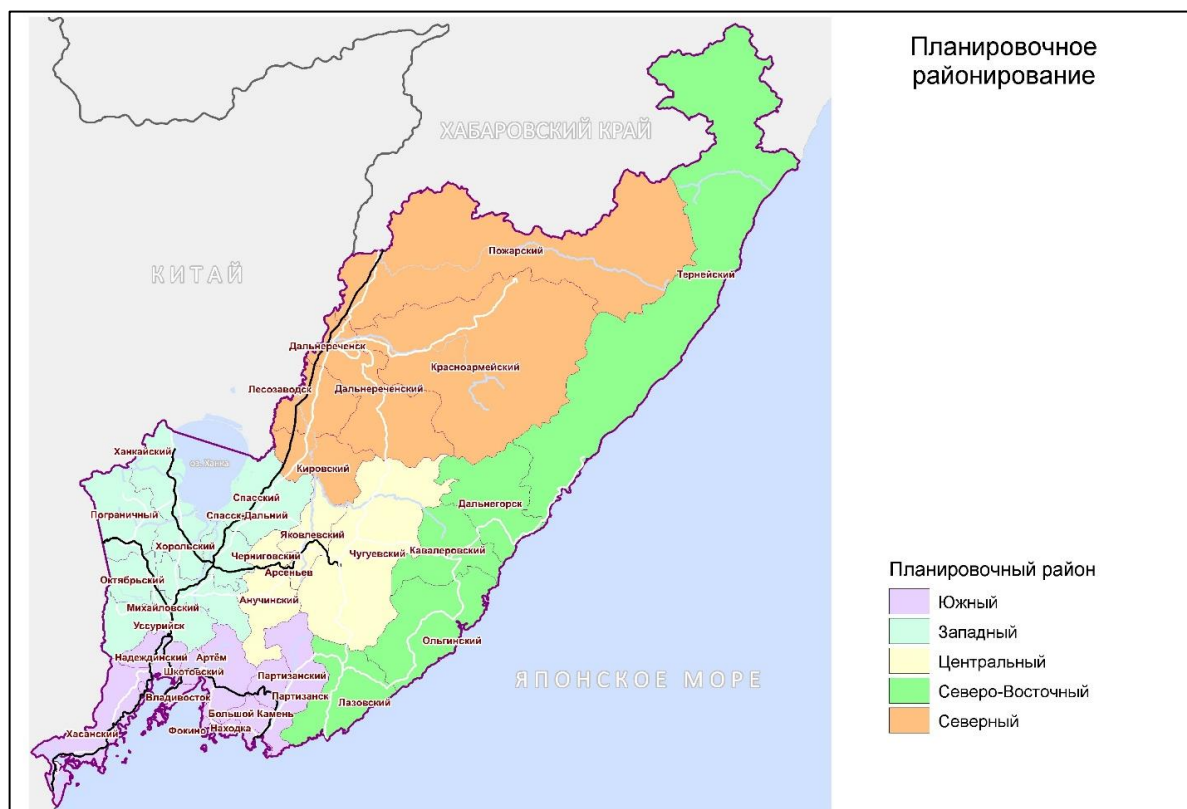 Планировочное
районирование
ХАБАРОВСКИЙ КРАЙ
КИТАЙ
Пожарский
Тернейский
Дальнереченск
Красноармейский
Лесозаводск
Дальнереченский
Ханкайский
оз.Ханка
Кировский
Спасский
Дальнегорск
Пограничный
Спасск-Дальний
Яковлевский
Хорольский
Черниговский
Чугуевский
Кавалеровский
Арсеньев
Октябрьский
Анучинский
Михайловский
Уссурийск
Ольгинский
Надеждинский
Артём
Шкотовский
Партизанский
ЯПОНСКОЕ МОРЕ
Владивосток
Партизанск
Лазовский
Большой Камень
Хасанский
Фокино
Находка
Планировочный район
Южный
Западный
Центральный
Северо-Восточный
Северный